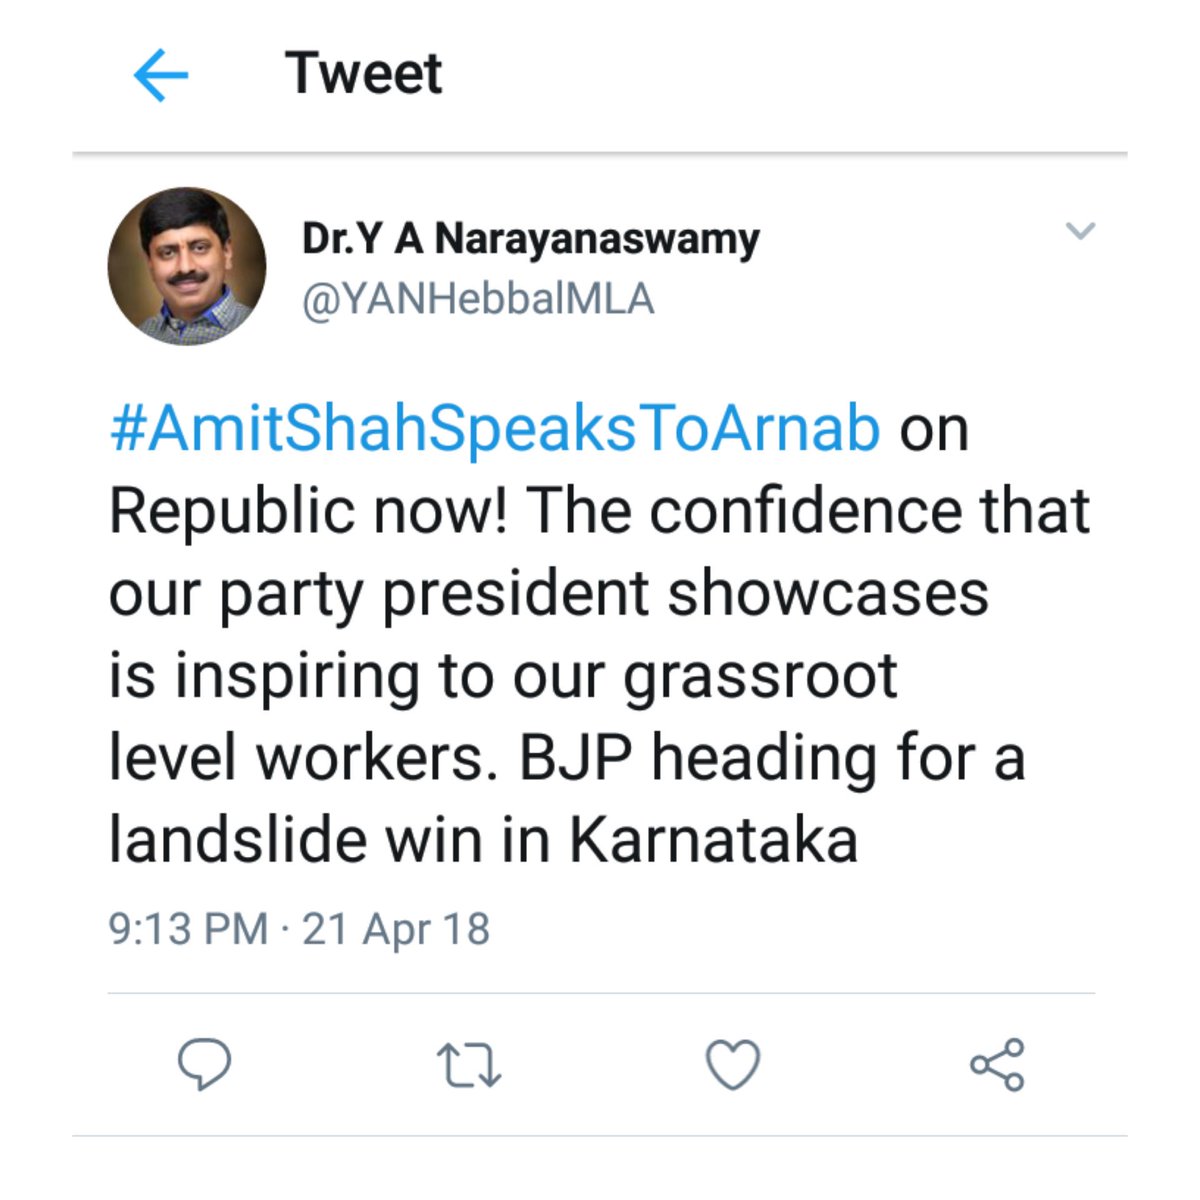 Tweet
Dr.Y A Narayanaswamy
@YANHebbalMLA
#AmitShahSpeaksToArnab on
Republic now! The confidence that
our party president showcases
is inspiring to our grassroot
level workers. BJP heading for a
landslide win in Karnataka
9:13 PM · 21 Apr 18